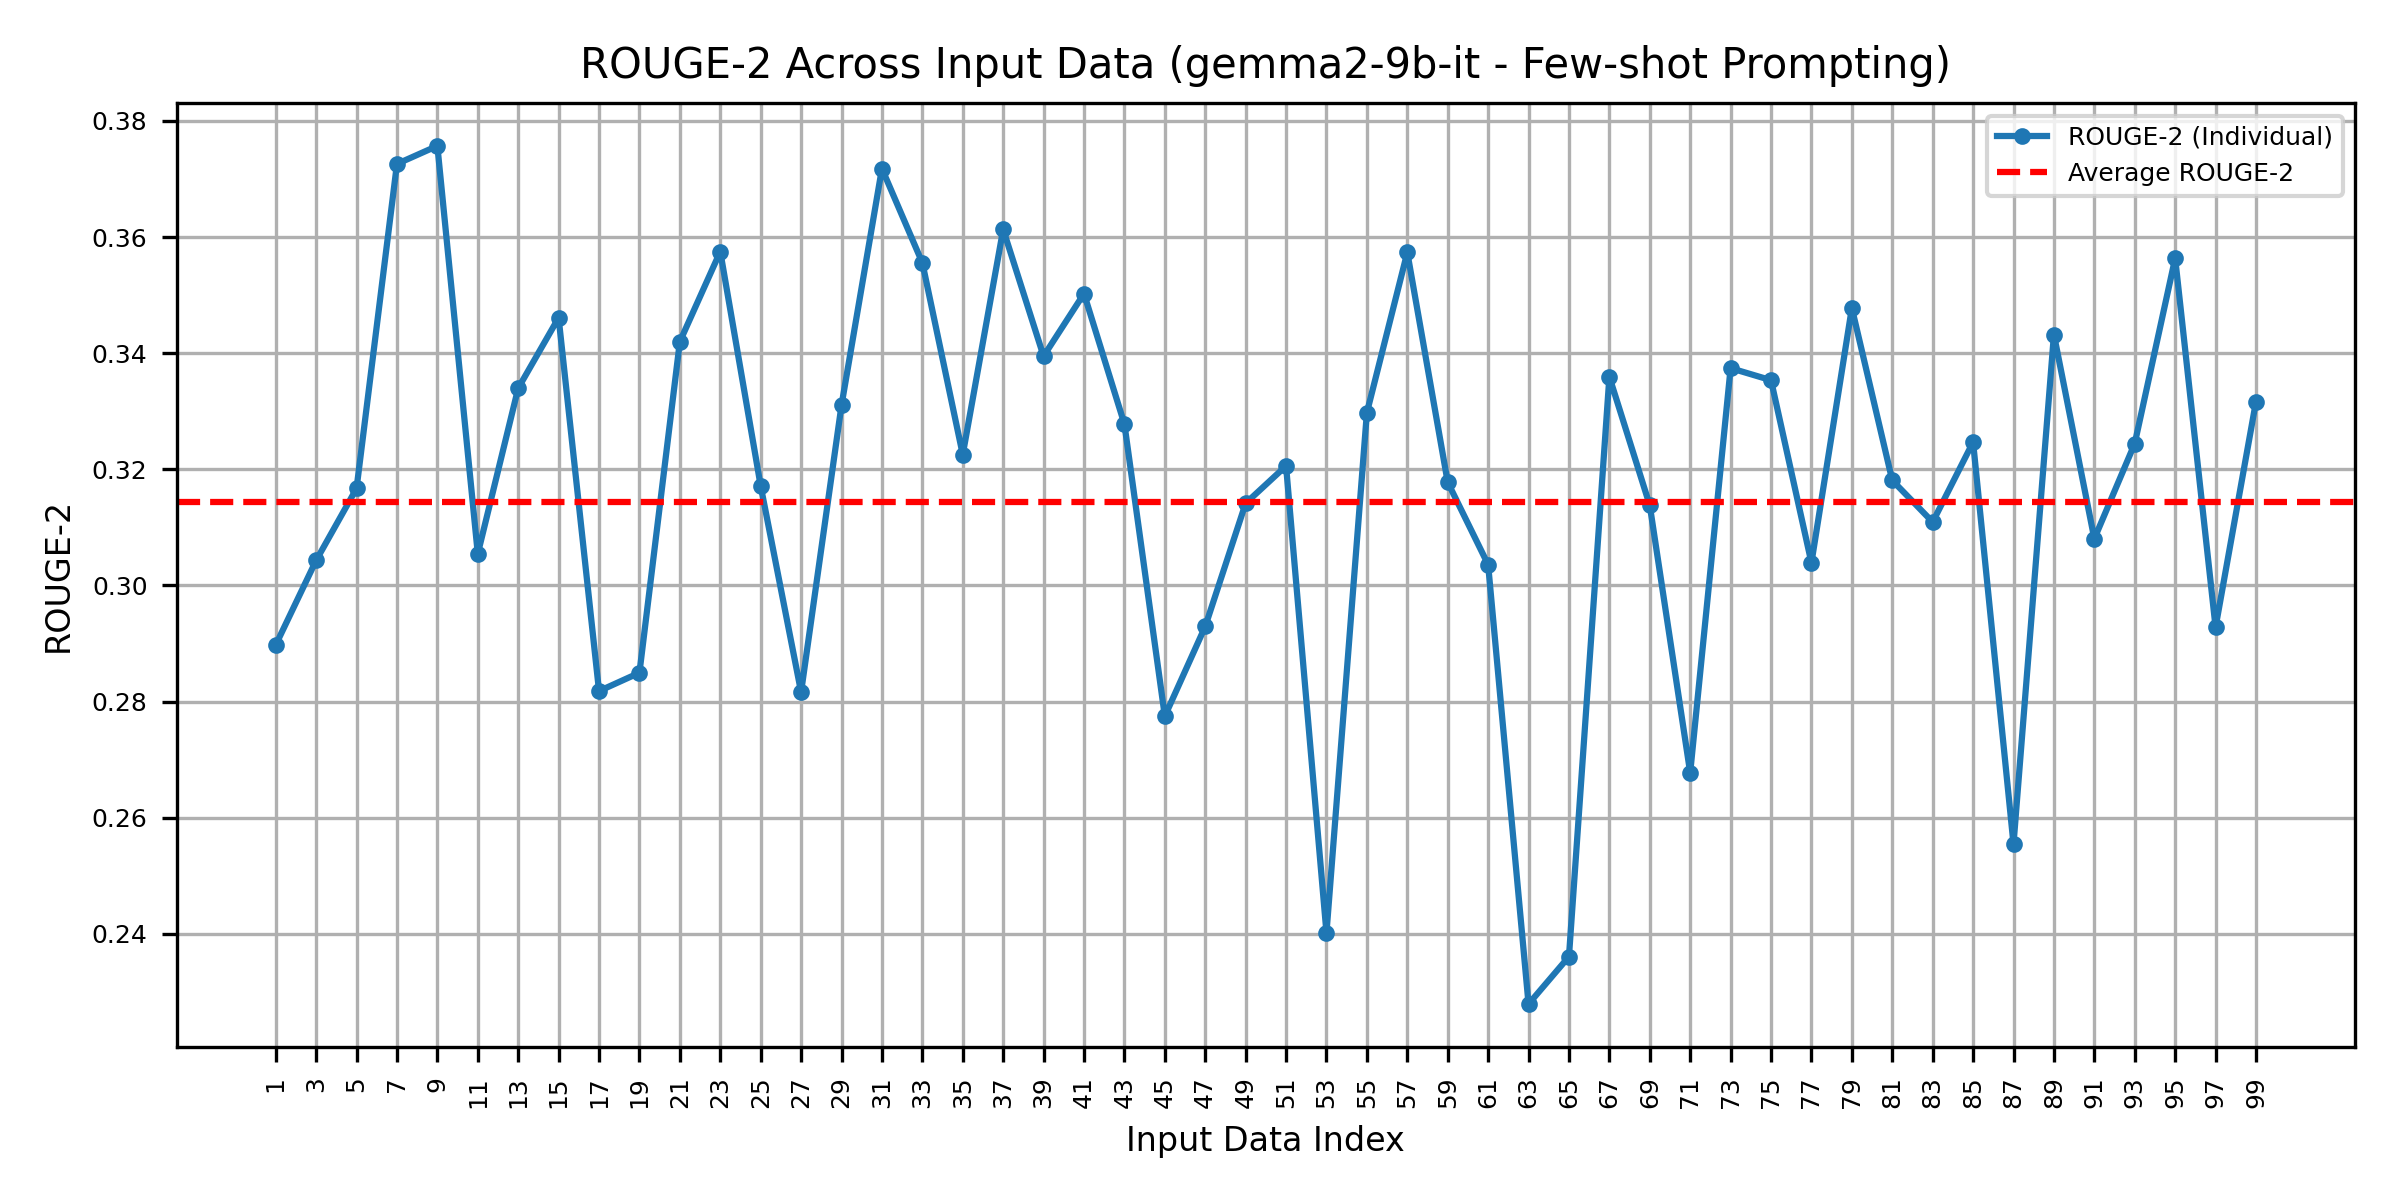 ROUGE-2 Across Input Data (gemma2-9b-it - Few-shot Prompting)
ROUGE-2 (Individual)
Average ROUGE-2
ROUGE-2
0.38
0.36
0.34
0.32
0.30
0.28
0.26
0.24
1 3 5 7 9 11 13 15 17 19 21 23 25 27 29 31 33 35 37 39 41 43 45 47 49 51 53 55 57 59 61 63 65 67 69 71 73 75 77 79 81 83 85 87 89 91 93 95 97 99
Input Data Index